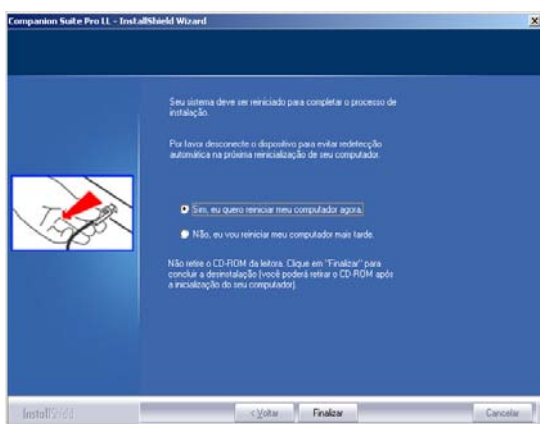 Companion Suite Pro LL - InstallShield Wizard
Seu sistema deve ser reiniciado para completar o processo de
instalação.
Por favor desconecte o dispositivo para evitar redetecção
automática na próxima reinicialização de seu computador.
Sim, eu quero reiniciar meu computador agora.
Não, eu vou reiniciar meu computador mais tarde.
Não retire o CD-ROM da leitora. Clique em "Finalizar" para
concluir a desinstalação (você poderá retirar o CD-ROM após
a inicialização do seu computador).
InstallShield
< Voltar
Finalizar
Cancelar